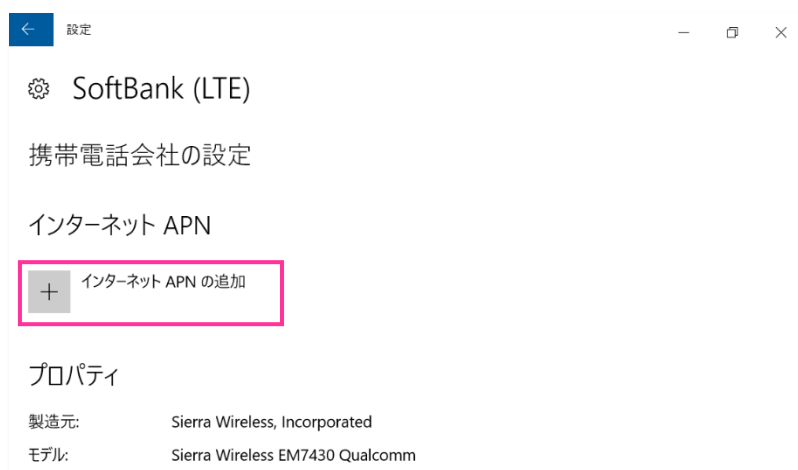 設定
SoftBank (LTE)
携帯電話会社の設定
インターネット APN
インターネット APN の追加
プロパティ
製造元: Sierra Wireless, Incorporated
モデル: Sierra Wireless EM7430 Qualcomm